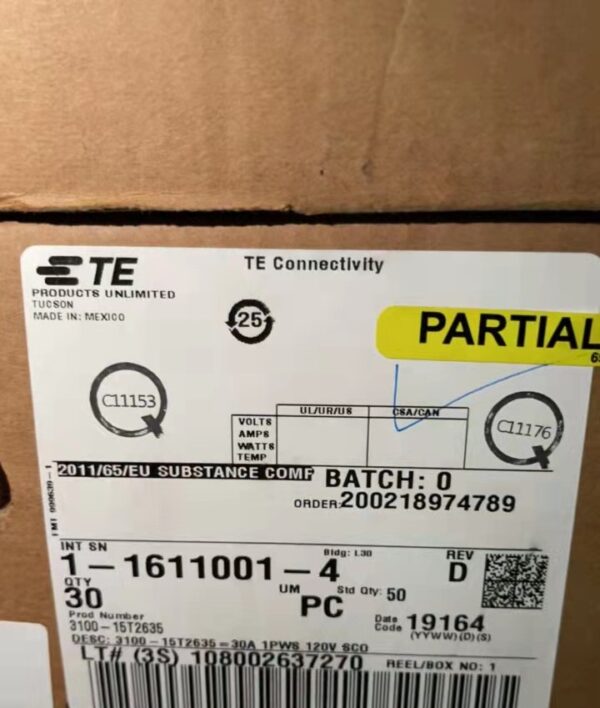 TE
TE Connectivity
PRODUCTS UNLIMITED
TUCSON
MADE IN: MEXICO
25
PARTIAL
C11153
UL/UR/US CSA/CAN
VOLTS
AMPS
WATTS
TEMP
C11176
2011/65/EU SUBSTANCE COMP
BATCH: 0
ORDER:200218974789
INT SN
1-1611001-4
Bldg: L30
REV
D
QTY
30
UM
PC
Std Qty: 50
Prod Number
3100-15T2635
Date Code 19164
(YYWW)(D)(S)
DESC: 3100-15T2635=30A 1PWS 120V SCO
LT# (3S) 108002637270
REEL/BOX NO: 1